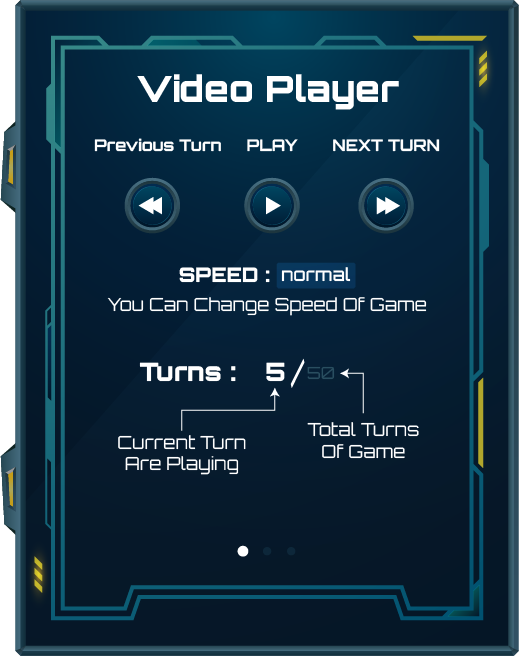 Video Player
Previous Turn PLAY NEXT TURN
SPEED : normal
You Can Change Speed Of Game
Turns : 5 / 50
Current Turn
Are Playing
Total Turns
Of Game